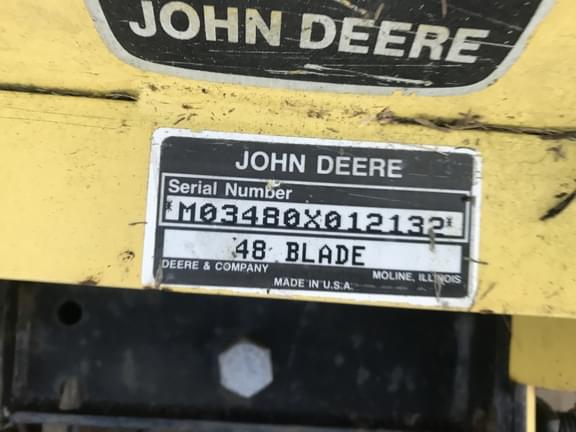 JOHN DEERE
JOHN DEERE
Serial Number
*M03480X012132*
48 BLADE
DEERE & COMPANY MOLINE, ILLINOIS
MADE IN U.S.A.